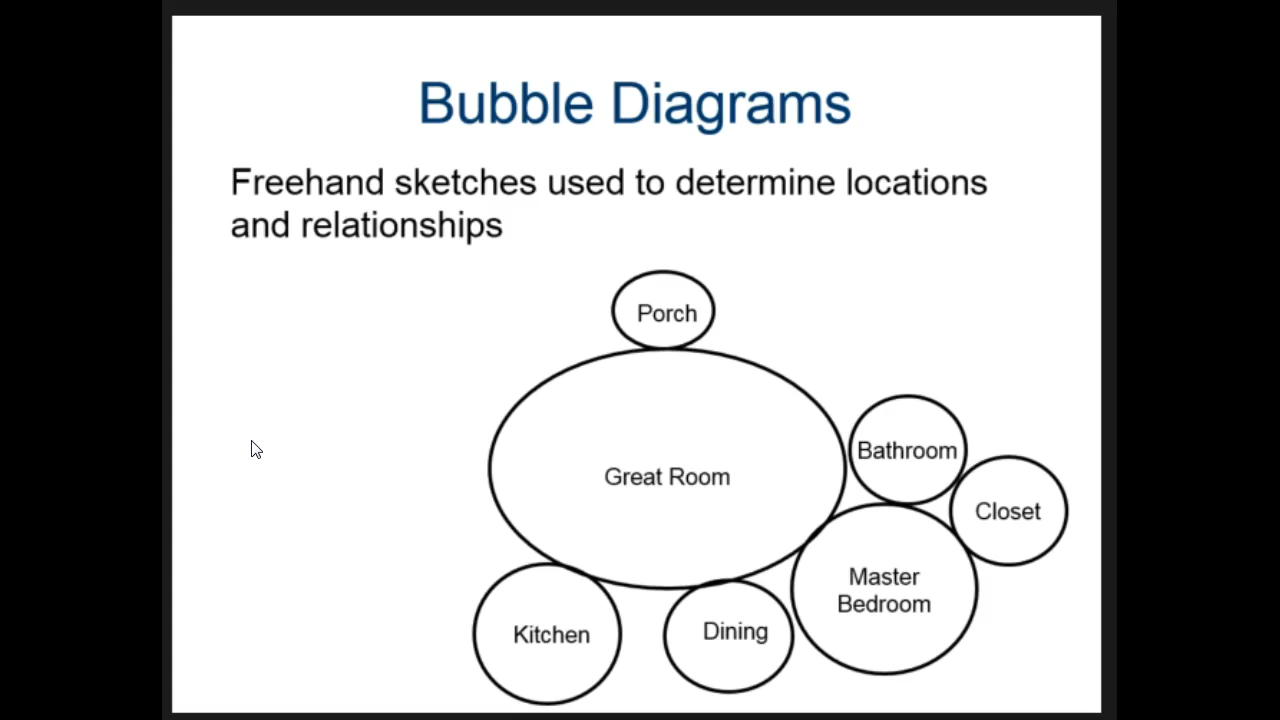 Bubble Diagrams
Freehand sketches used to determine locations
and relationships
Porch
Great Room
Bathroom
Closet
Master
Bedroom
Kitchen
Dining